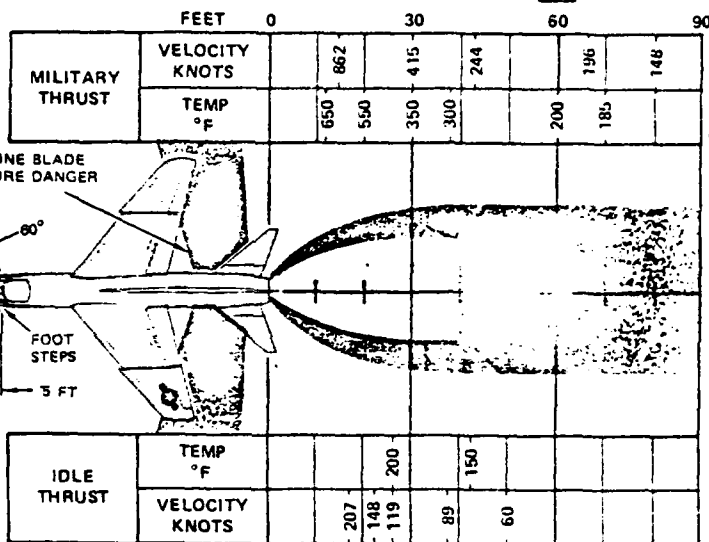 FEET 0 30 60 90
MILITARY THRUST
VELOCITY KNOTS 862 415 244 196 148
TEMP °F 650 550 350 300 200 185
NE BLADE
URE DANGER
60°
FOOT STEPS
5 FT
IDLE THRUST
TEMP °F 200 150
VELOCITY KNOTS 207 148 119 89 60